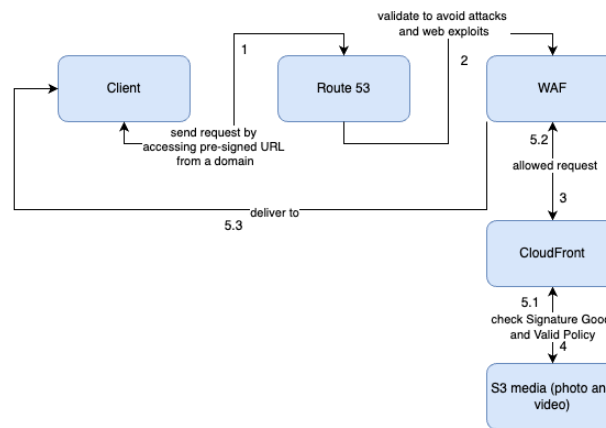 validate to avoid attacks
and web exploits
1
2
Client
Route 53
WAF
send request by
accessing pre-signed URL
from a domain
5.2
allowed request
3
deliver to
5.3
CloudFront
5.1
check Signature Good
and Valid Policy
4
S3 media (photo an
video)